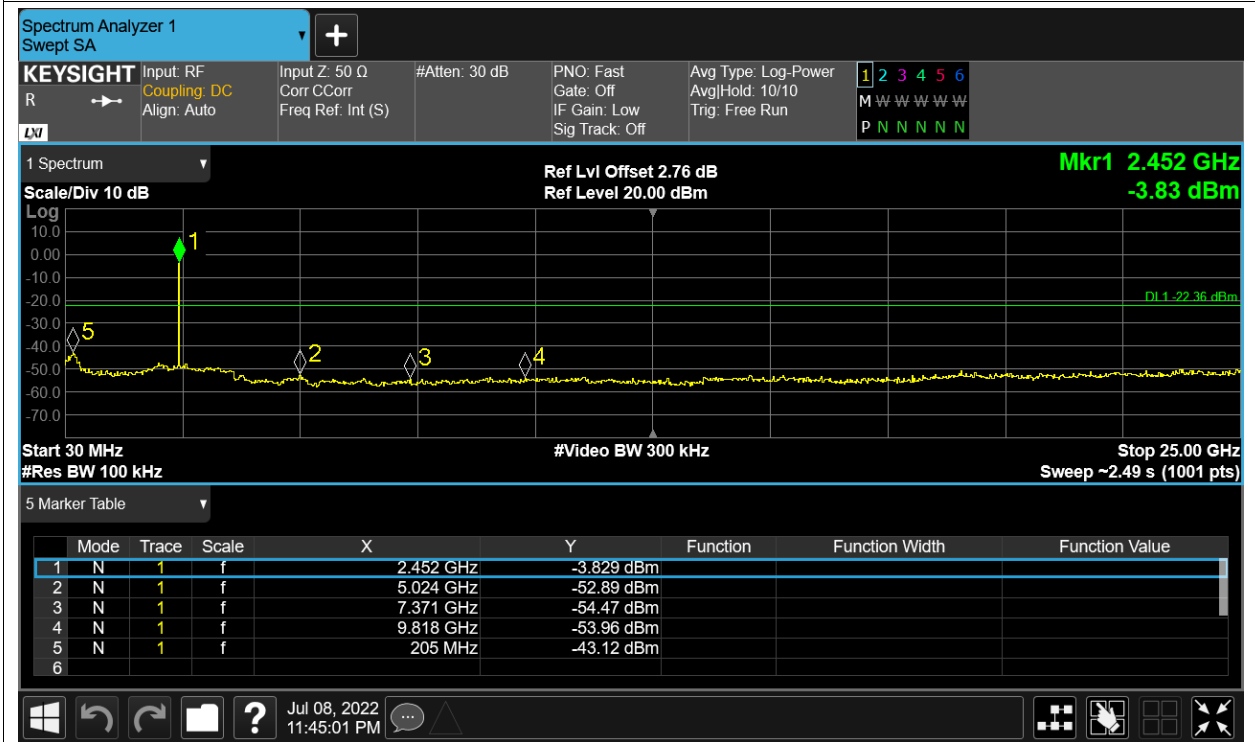 Spectrum Analyzer 1
Swept SA
+
KEYSIGHT
R
LXI
Input: RF
Coupling: DC
Align: Auto
Input Z: 50 Ω
Corr CCorr
Freq Ref: Int (S)
#Atten: 30 dB
PNO: Fast
Gate: Off
IF Gain: Low
Sig Track: Off
Avg Type: Log-Power
Avg|Hold: 10/10
Trig: Free Run
1 2 3 4 5 6
M W W W W W
P N N N N N
1 Spectrum
Scale/Div 10 dB
Ref Lvl Offset 2.76 dB
Ref Level 20.00 dBm
Mkr1 2.452 GHz
-3.83 dBm
Log
10.0
0.00
-10.0
-20.0
-30.0
-40.0
-50.0
-60.0
-70.0
1
DL1 -22.36 dBm
5
2
3
4
Start 30 MHz
#Res BW 100 kHz
#Video BW 300 kHz
Stop 25.00 GHz
Sweep ~2.49 s (1001 pts)
5 Marker Table
Mode Trace Scale X Y Function Function Width Function Value
1 N 1 f 2.452 GHz -3.829 dBm
2 N 1 f 5.024 GHz -52.89 dBm
3 N 1 f 7.371 GHz -54.47 dBm
4 N 1 f 9.818 GHz -53.96 dBm
5 N 1 f 205 MHz -43.12 dBm
6
?
Jul 08, 2022
11:45:01 PM